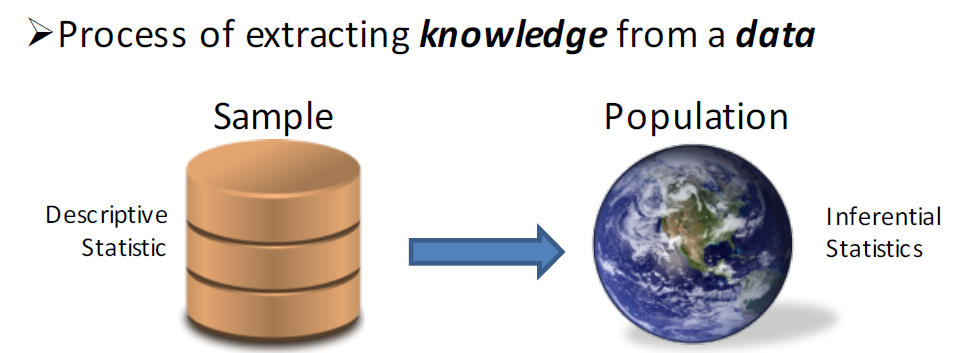 ➢Process of extracting knowledge from a data
Sample
Population
Descriptive
Statistic
Inferential
Statistics